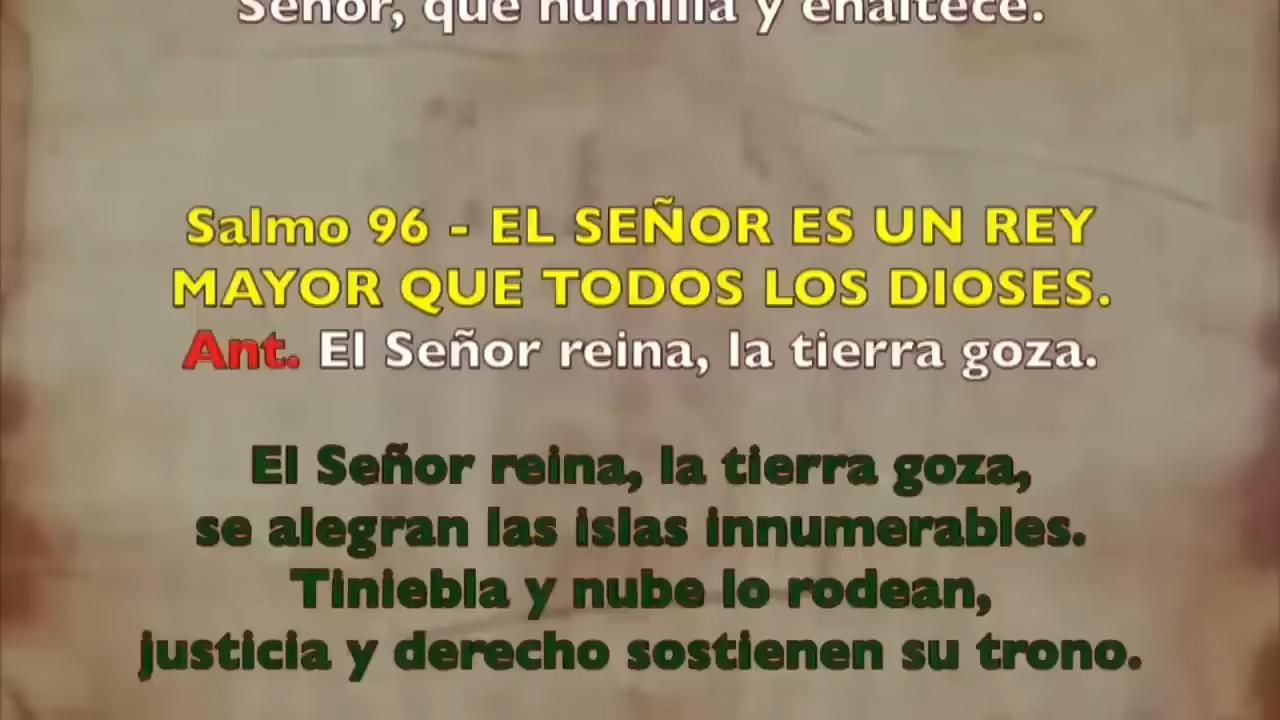 Señor, que humilla y enaltece.
Salmo 96 - EL SEÑOR ES UN REY
MAYOR QUE TODOS LOS DIOSES.
Ant. El Señor reina, la tierra goza.
El Señor reina, la tierra goza,
se alegran las islas innumerables.
Tiniebla y nube lo rodean,
justicia y derecho sostienen su trono.